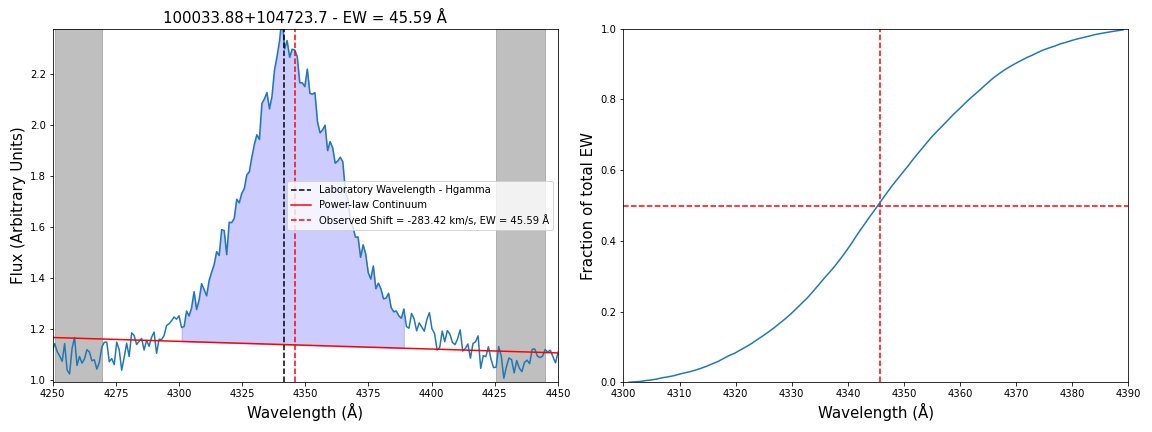 100033.88+104723.7 - EW = 45.59 Å
Flux (Arbitrary Units)
2.2
2.0
1.8
1.6
1.4
1.2
1.0
Laboratory Wavelength - Hgamma
Power-law Continuum
Observed Shift = -283.42 km/s, EW = 45.59 Å
4250 4275 4300 4325 4350 4375 4400 4425 4450
Wavelength (Å)
Fraction of total EW
1.0
0.8
0.6
0.4
0.2
0.0
4300 4310 4320 4330 4340 4350 4360 4370 4380 4390
Wavelength (Å)